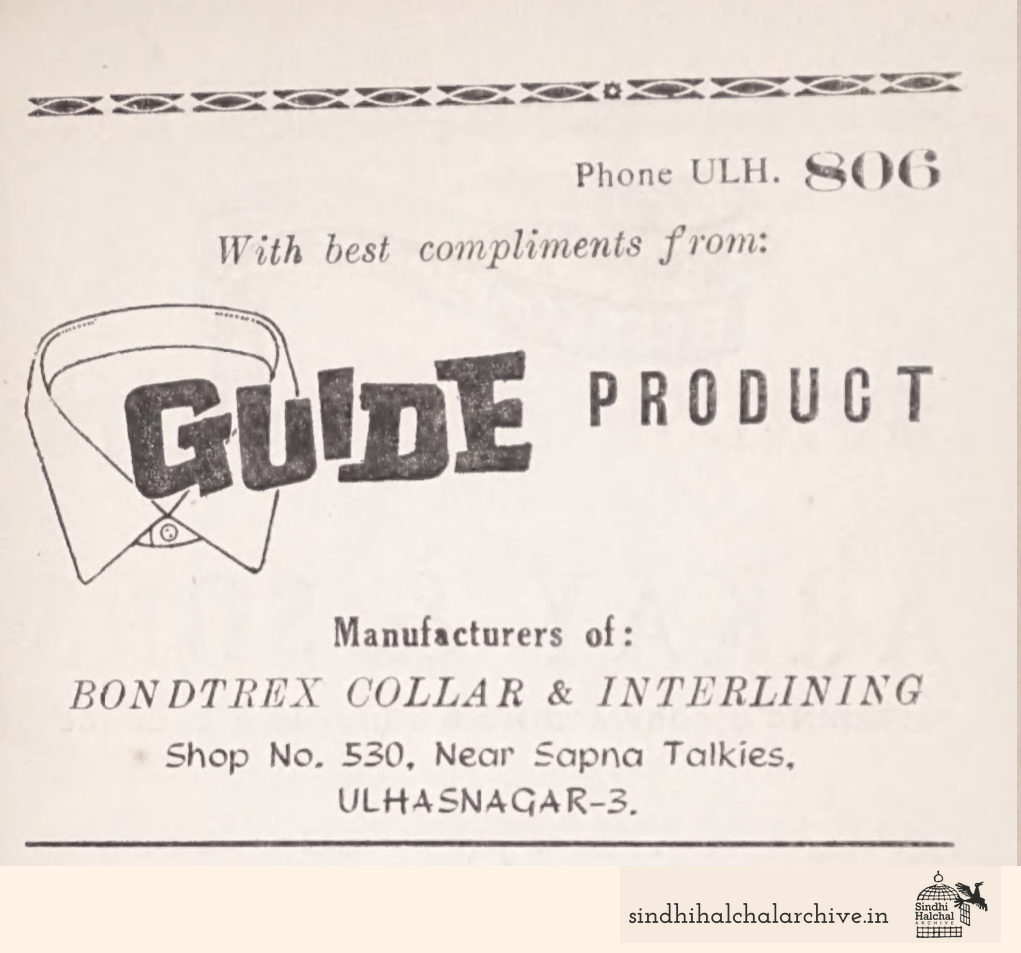 Phone ULH. 806
With best compliments from:
GUIDE PRODUCT
Manufacturers of:
BONDTREX COLLAR & INTERLINING
Shop No. 530, Near Sapna Talkies,
ULHASNAGAR-3.
sindhihalchalarchive.in
Sindhi
Halchal
ARCHIVE